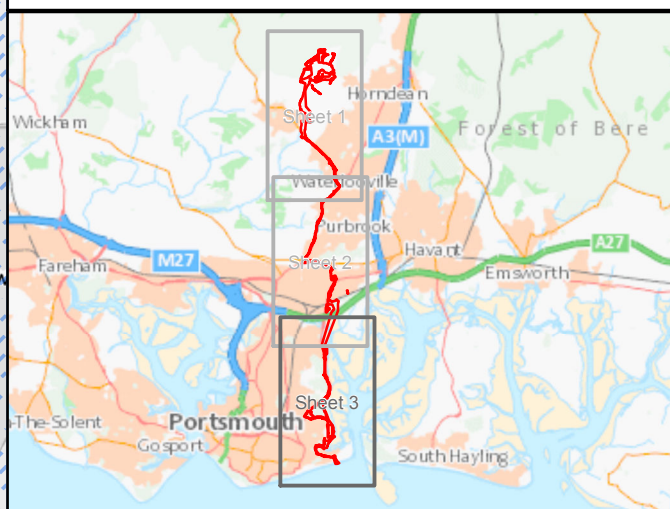 Horndean
Sheet 1
Wickham
Forest of Bere
A3(M)
Waterlooville
Purbrook
Havant
A27
M27
Sheet 2
Fareham
Emsworth
Sheet 3
-The-Solent
Portsmouth
Gosport
South Hayling